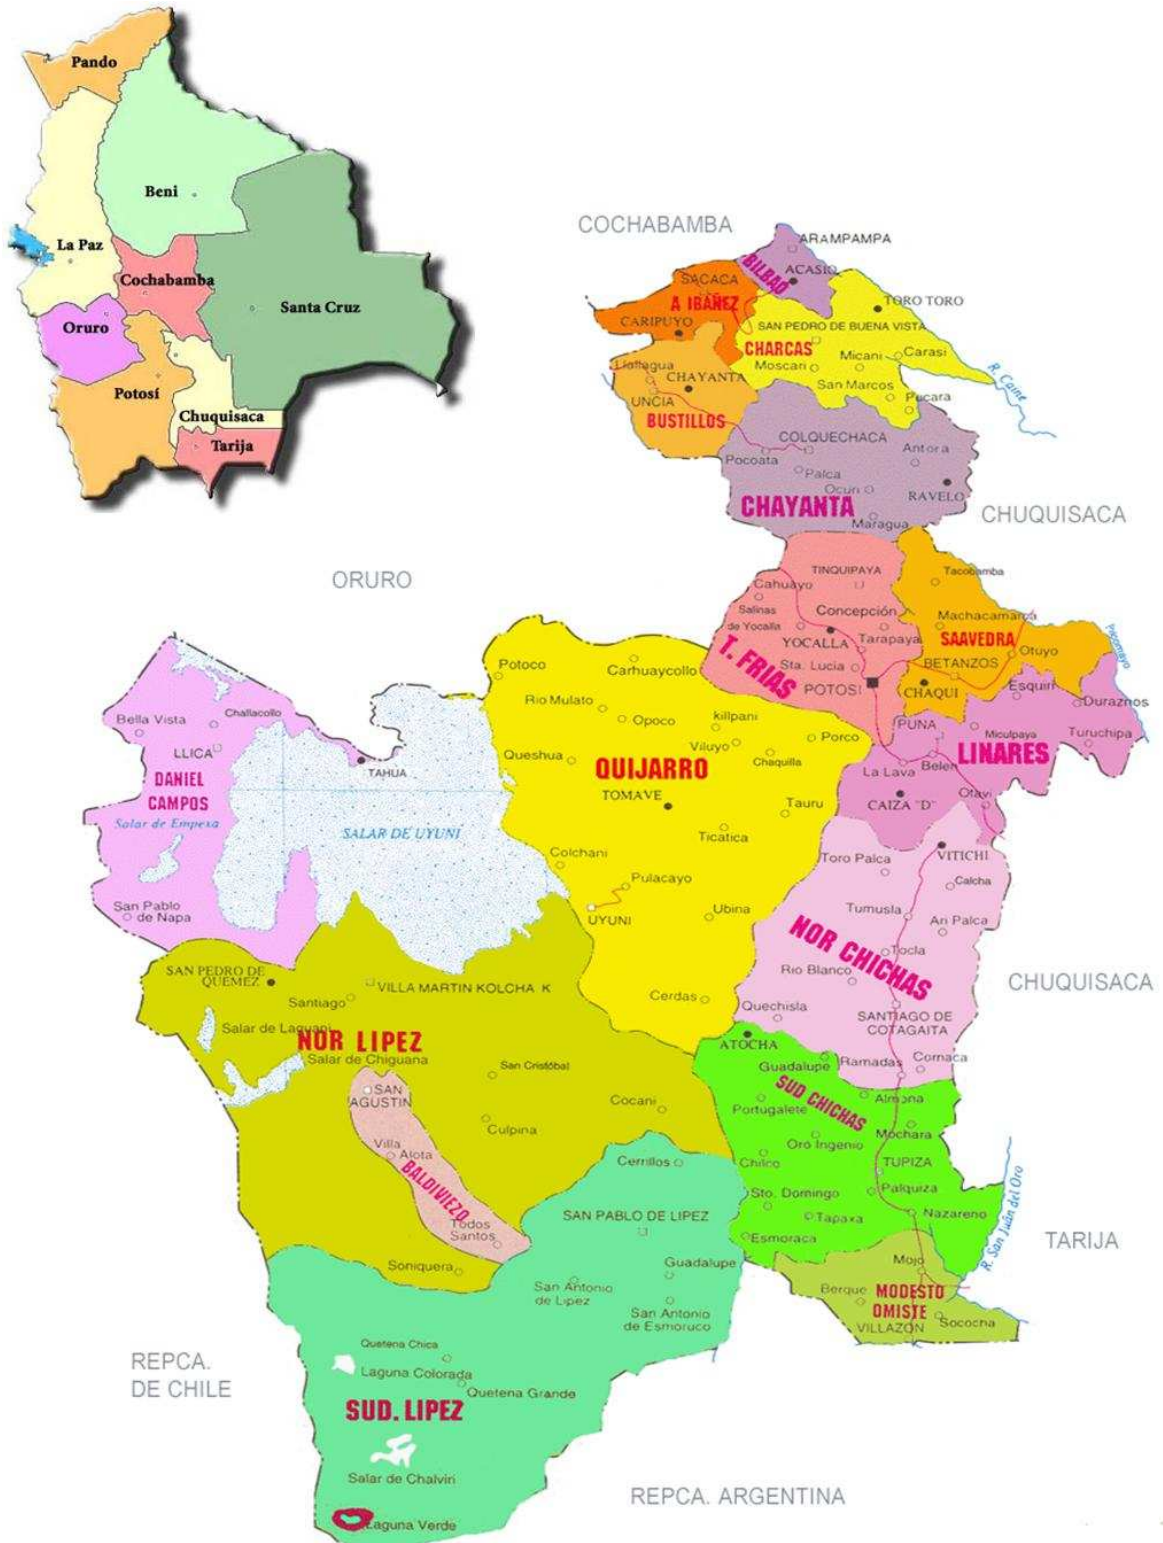 Pando
Beni
La Paz
Cochabamba
Oruro
Santa Cruz
Potosí
Chuquisaca
Tarija
COCHABAMBA
ARAMPAMPA
BILBAO
ACASIO
SACACA
A IBAÑEZ
TORO TORO
CARIPUYO
SAN PEDRO DE BUENA VISTA
CHARCAS
Micani
Carasi
Llallagua
CHAYANTA
Moscari
San Marcos
R. Caine
UNCIA
Pucara
BUSTILLOS
COLQUECHACA
Antora
Pocoata
Palca
Ocuri
RAVELO
CHAYANTA
Maragua
CHUQUISACA
ORURO
TINQUIPAYA
Tacobamba
Cahuayo
Salinas
de Yocalla
Concepción
Machacamarca
YOCALLA
Tarapaya
SAAVEDRA
T. FRIAS
Sta. Lucia
BETANZOS
Otuyo
POTOSI
CHAQUI
Esquiri
Duraznos
Potoco
Carhuaycollo
Rio Mulato
Opoco
killpani
PUNA
Miculpaya
Turuchipa
Bella Vista
Challacollo
Viluyo
Porco
LINARES
LLICA
Queshua
Chaquilla
Belen
La Lava
TAHUA
QUIJARRO
DANIEL
CAMPOS
TOMAVE
CAIZA "D"
Otavi
Tauru
Salar de Empexa
SALAR DE UYUNI
Ticatica
Colchani
Toro Palca
VITICHI
Pulacayo
Calcha
San Pablo
de Napa
UYUNI
Ubina
Tumusla
Ari Palca
NOR CHICHAS
Tocla
SAN PEDRO DE
QUEMEZ
Rio Blanco
CHUQUISACA
VILLA MARTIN KOLCHA K
Santiago
Cerdas
Quechisla
SANTIAGO DE
COTAGAITA
Salar de Laguani
NOR LIPEZ
ATOCHA
Salar de Chiguana
San Cristóbal
Guadalupe
Ramadas
Cornaca
SAN
AGUSTIN
SUD CHICHAS
Cocani
Portugalete
Almona
Culpina
Mochara
Oro Ingenio
Villa
Alota
BALDIVIEZO
Cerrillos
Chilco
TUPIZA
Sto. Domingo
Palquiza
Todos
Santos
SAN PABLO DE LIPEZ
Tapaxa
Nazareno
R. San Juan del Oro
Esmoraca
TARIJA
Soniquera
Guadalupe
Mojo
San Antonio
de Lipez
Berque
MODESTO
OMISTE
San Antonio
de Esmoruco
VILLAZON
Sococha
Quetena Chica
REPCA.
DE CHILE
Laguna Colorada
Quetena Grande
SUD. LIPEZ
Salar de Chalviri
REPCA. ARGENTINA
Laguna Verde